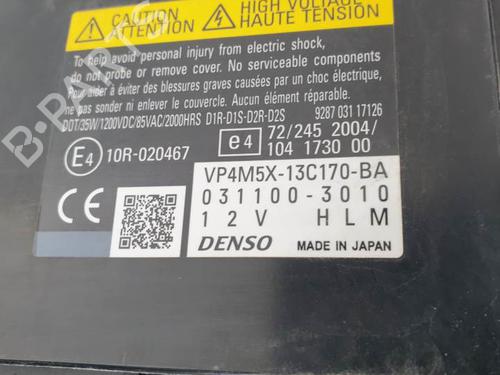 CAUTION
ATTENTION
HIGH VOLTAGE
HAUTE TENSION
To help avoid personal injury from electric shock,
do not probe or remove cover. No serviceable components
Pour aider à éviter des blessures graves causées par un choc électrique,
ne pas sonder ni enlever le couvercle. Aucun élément réparable.
DOT/35W/1200VDC/85VAC/2000HRS D1R-D1S-D2R-D2S 9287 031 17126
E4 10R-020467
e4 72/245 2004/
104 1730 00
VP4M5X-13C170-BA
031100-3010
12V HLM
CE
DENSO MADE IN JAPAN
B-PARTS